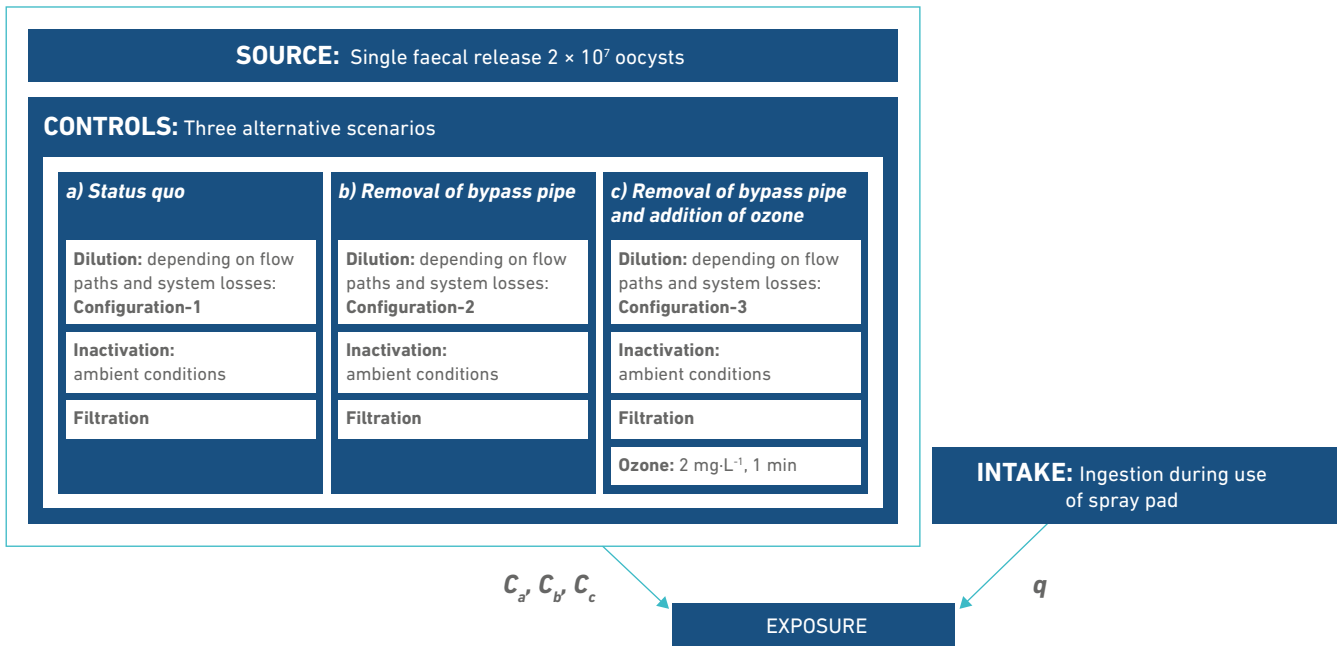 SOURCE: Single faecal release 2 × 10⁷ oocysts
CONTROLS: Three alternative scenarios
a) Status quo
Dilution: depending on flow
paths and system losses:
Configuration-1
Inactivation:
ambient conditions
Filtration
b) Removal of bypass pipe
Dilution: depending on flow
paths and system losses:
Configuration-2
Inactivation:
ambient conditions
Filtration
c) Removal of bypass pipe
and addition of ozone
Dilution: depending on flow
paths and system losses:
Configuration-3
Inactivation:
ambient conditions
Filtration
Ozone: 2 mg·L⁻¹, 1 min
INTAKE: Ingestion during use
of spray pad
Cₐ, C_b, C_c
q
EXPOSURE